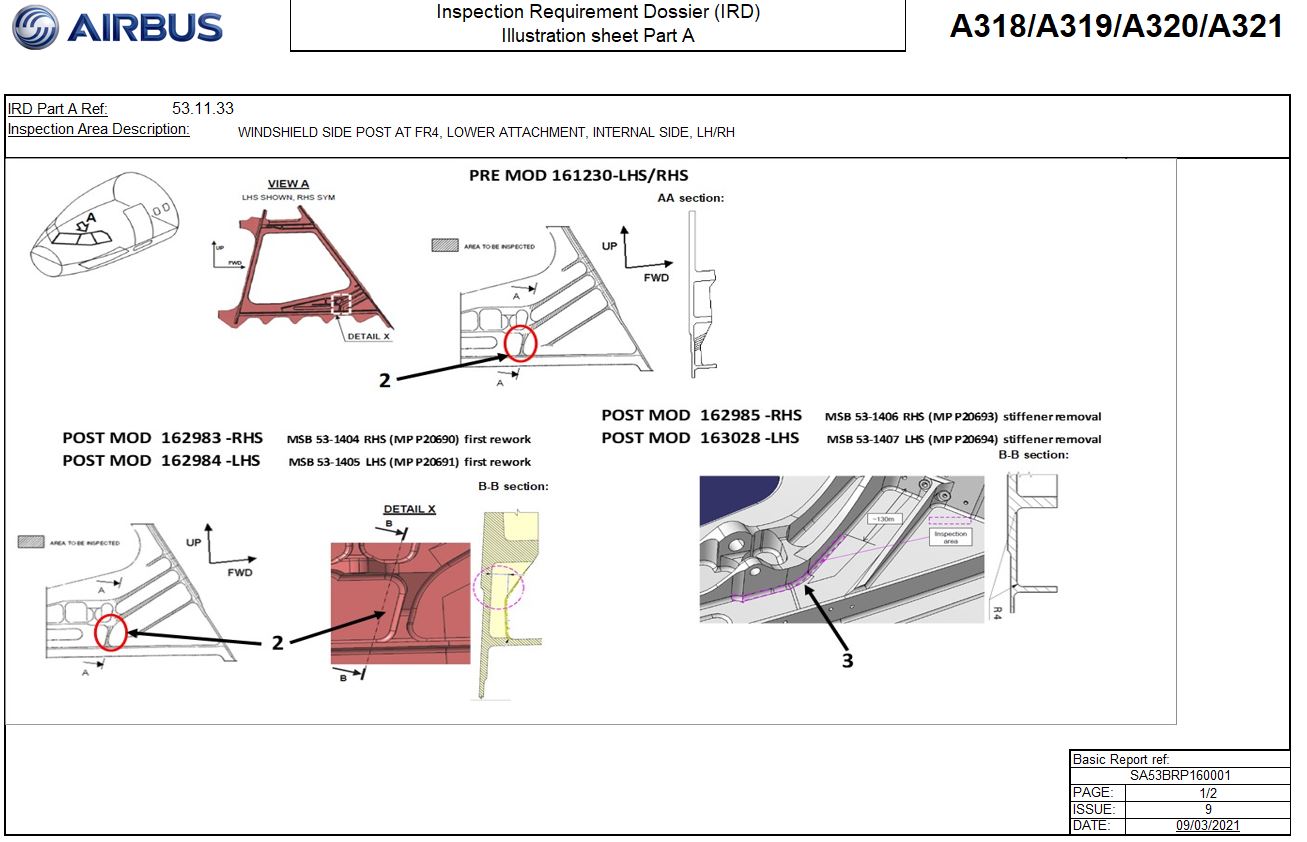 AIRBUS
Inspection Requirement Dossier (IRD)
Illustration sheet Part A
A318/A319/A320/A321
IRD Part A Ref: 53.11.33
Inspection Area Description: WINDSHIELD SIDE POST AT FR4, LOWER ATTACHMENT, INTERNAL SIDE, LH/RH
PRE MOD 161230-LHS/RHS
VIEW A
LHS SHOWN, RHS SYM
AA section:
A
UP
FWD
AREA TO BE INSPECTED
UP
FWD
A
DETAIL X
2
A
POST MOD 162985 -RHS MSB 53-1406 RHS (MP P20693) stiffener removal
POST MOD 163028 -LHS MSB 53-1407 LHS (MP P20694) stiffener removal
B-B section:
POST MOD 162983 -RHS MSB 53-1404 RHS (MP P20690) first rework
POST MOD 162984 -LHS MSB 53-1405 LHS (MP P20691) first rework
B-B section:
DETAIL X
B
~130m
Inspection
area
AREA TO BE INSPECTED
UP
FWD
A
2
A
B
R4
3
Basic Report ref:
SA53BRP160001
PAGE: 1/2
ISSUE: 9
DATE: 09/03/2021